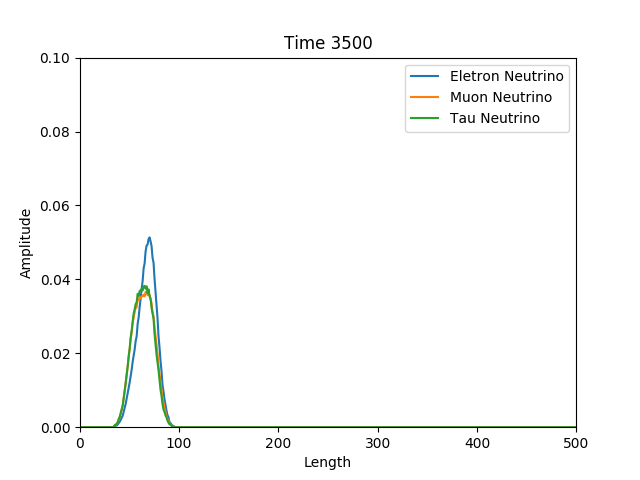 Time 3500
0.10
0.08
0.06
0.04
0.02
0.00
Amplitude
Eletron Neutrino
Muon Neutrino
Tau Neutrino
0
100
200
300
400
500
Length